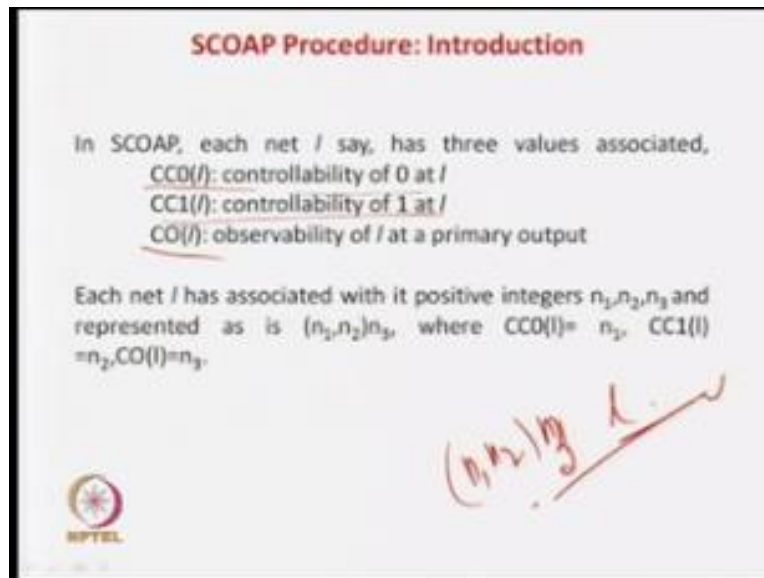 SCOAP Procedure: Introduction
In SCOAP, each net l say, has three values associated,
CC0(l): controllability of 0 at l
CC1(l): controllability of 1 at l
CO(l): observability of l at a primary output
Each net l has associated with it positive integers n₁,n₂,n₃ and
represented as is (n₁,n₂)n₃, where CC0(l)= n₁, CC1(l)
=n₂,CO(l)=n₃.
(n₁,n₂)n₃ l
NPTEL